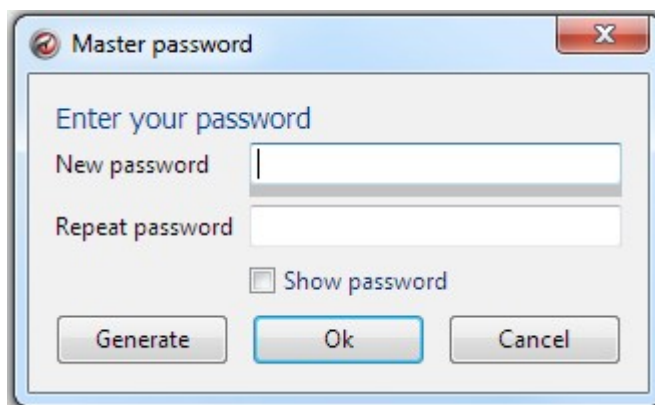 Master password
Enter your password
New password
Repeat password
Show password
Generate Ok Cancel